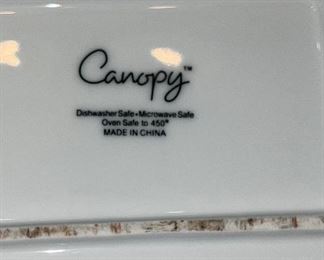 Canopy™
Dishwasher Safe • Microwave Safe
Oven Safe to 450°
MADE IN CHINA